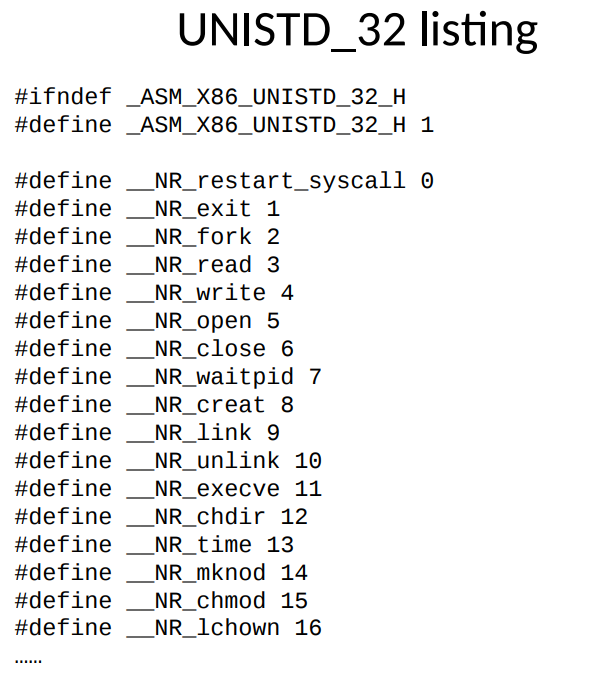 UNISTD_32 listing
#ifndef _ASM_X86_UNISTD_32_H
#define _ASM_X86_UNISTD_32_H 1
#define __NR_restart_syscall 0
#define __NR_exit 1
#define __NR_fork 2
#define __NR_read 3
#define __NR_write 4
#define __NR_open 5
#define __NR_close 6
#define __NR_waitpid 7
#define __NR_creat 8
#define __NR_link 9
#define __NR_unlink 10
#define __NR_execve 11
#define __NR_chdir 12
#define __NR_time 13
#define __NR_mknod 14
#define __NR_chmod 15
#define __NR_lchown 16
……